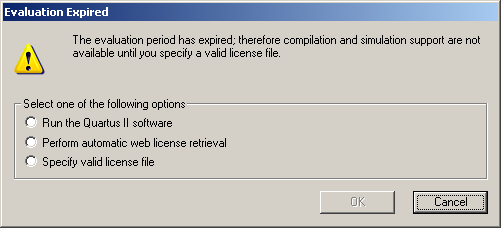 Evaluation Expired
The evaluation period has expired; therefore compilation and simulation support are not
available until you specify a valid license file.
Select one of the following options
Run the Quartus II software
Perform automatic web license retrieval
Specify valid license file
OK
Cancel